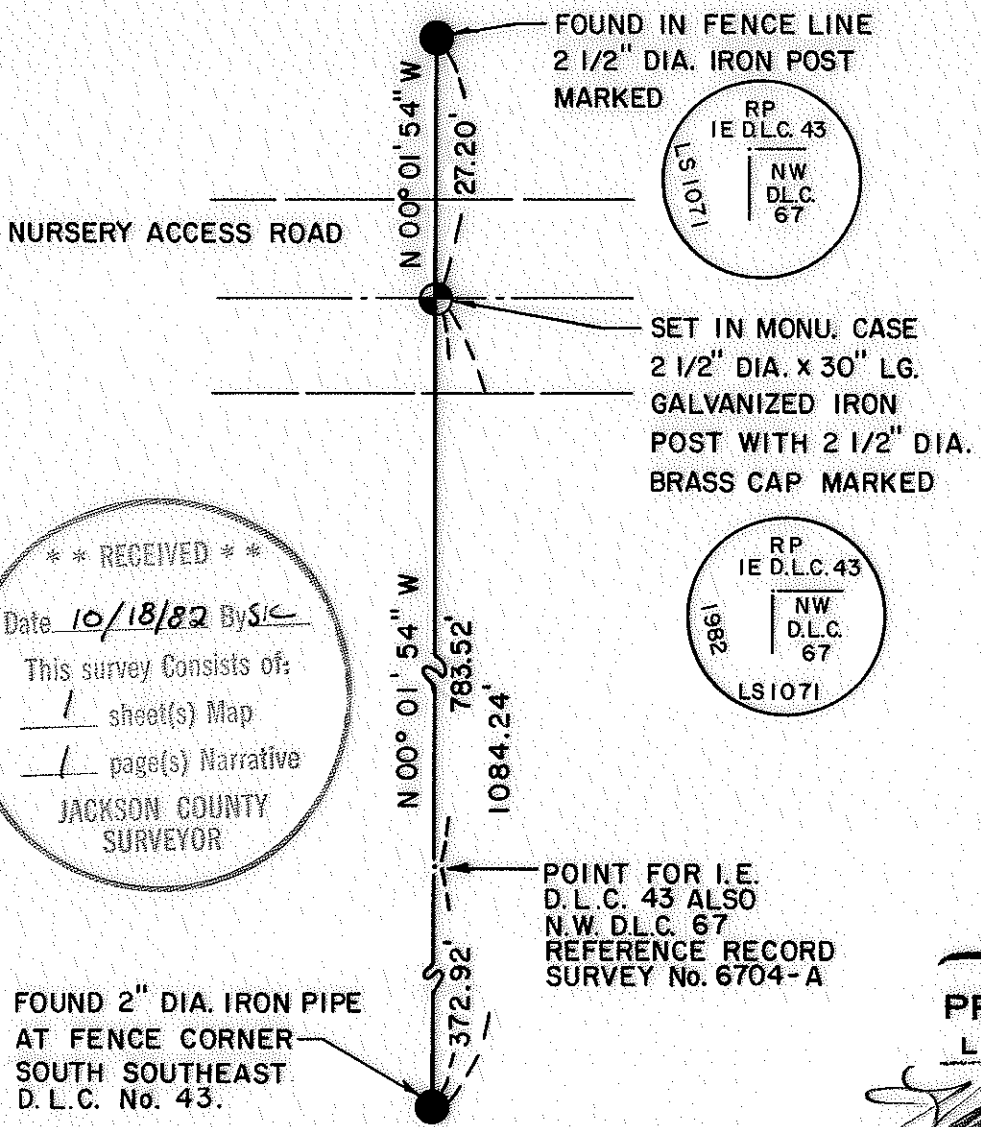 FOUND IN FENCE LINE
2 1/2" DIA. IRON POST
MARKED
RP
IE D.L.C. 43
NW
D.L.C.
67
LS 1071
N 00° 01' 54" W
27.20'
NURSERY ACCESS ROAD
SET IN MONU. CASE
2 1/2" DIA. X 30" LG.
GALVANIZED IRON
POST WITH 2 1/2" DIA.
BRASS CAP MARKED
RP
IE D.L.C. 43
NW
D.L.C.
67
1982
LS 1071
* * RECEIVED * *
Date 10/18/82 By SIC
This survey Consists of:
1 sheet(s) Map
1 page(s) Narrative
JACKSON COUNTY
SURVEYOR
N 00° 01' 54" W
783.52'
1084.24'
POINT FOR I.E.
D.L.C. 43 ALSO
N.W. D.L.C. 67
REFERENCE RECORD
SURVEY No. 6704-A
372.92'
FOUND 2" DIA. IRON PIPE
AT FENCE CORNER
SOUTH SOUTHEAST
D.L.C. No. 43.